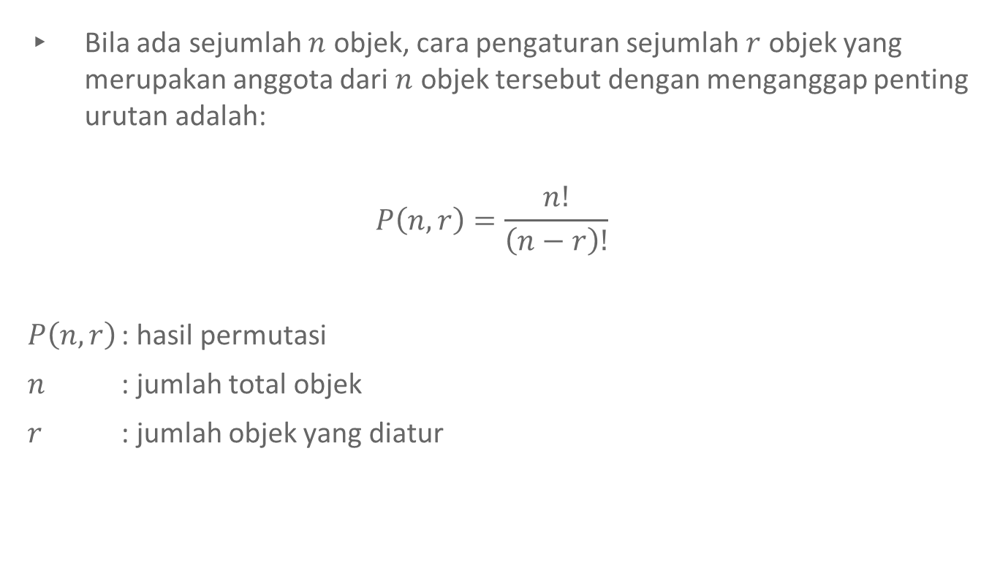 ▸ Bila ada sejumlah n objek, cara pengaturan sejumlah r objek yang
merupakan anggota dari n objek tersebut dengan menganggap penting
urutan adalah:
P(n, r) = n! / (n − r)!
P(n, r) : hasil permutasi
n : jumlah total objek
r : jumlah objek yang diatur